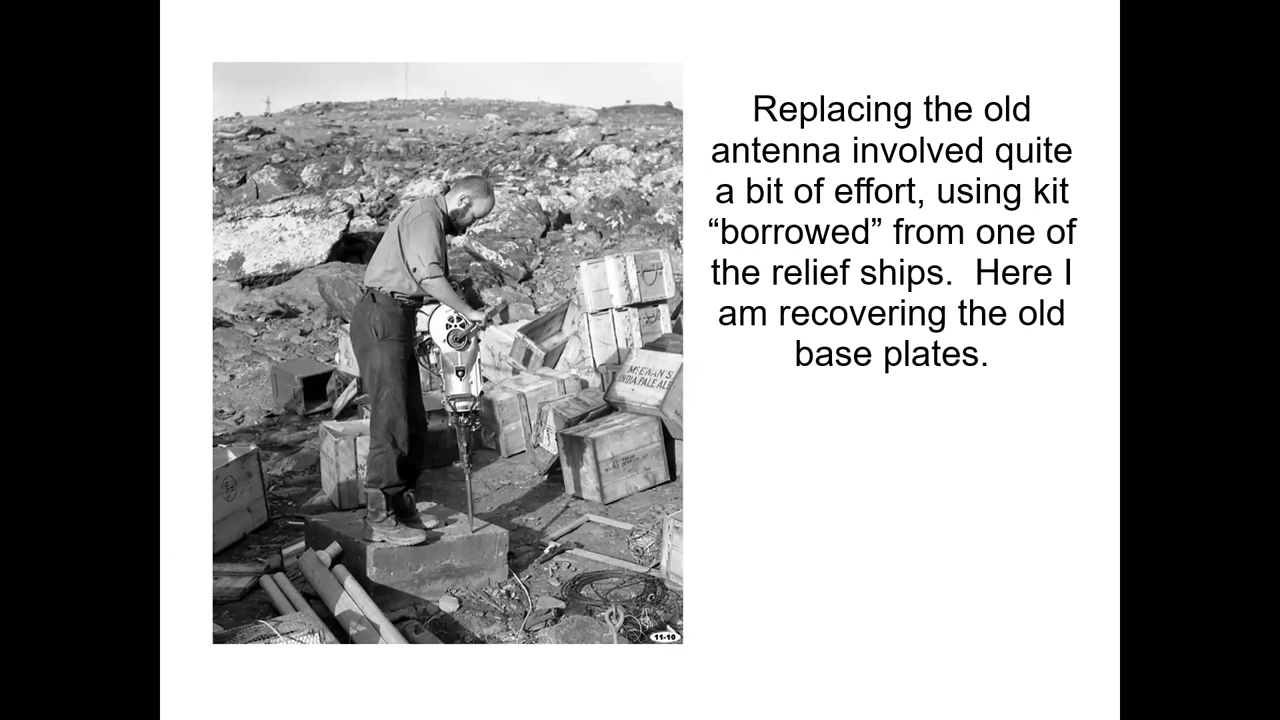 Replacing the old
antenna involved quite
a bit of effort, using kit
“borrowed” from one of
the relief ships.  Here I
am recovering the old
base plates.
McEWAN'S
INDIA PALE ALE
11-10